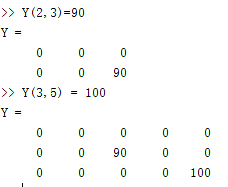 >> Y(2,3)=90
Y =
0 0 0
0 0 90
>> Y(3,5) = 100
Y =
0 0 0 0 0
0 0 90 0 0
0 0 0 0 100